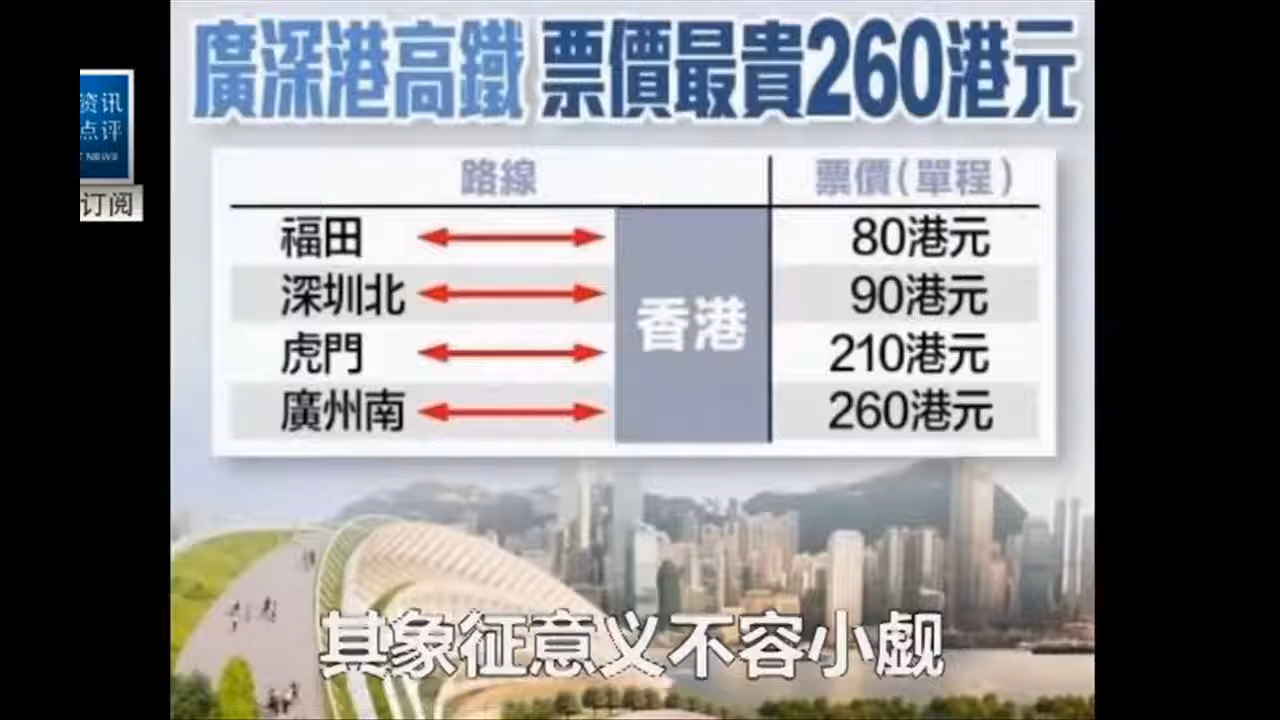 廣深港高鐵 票價最貴260港元
资讯
点评
T NEWS
订阅
路線 票價(單程)
福田 80港元
深圳北 90港元
香港
虎門 210港元
廣州南 260港元
其象征意义不容小觑